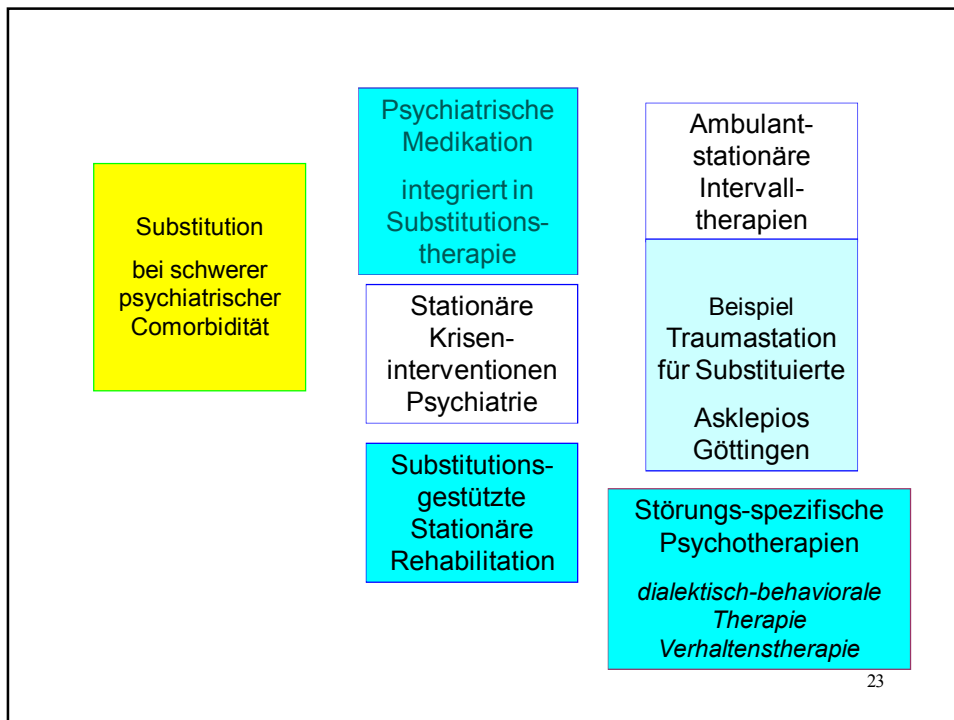 Substitution
bei schwerer
psychiatrischer
Comorbidität
Psychiatrische
Medikation
integriert in
Substitutions-
therapie
Stationäre
Krisen-
interventionen
Psychiatrie
Substitutions-
gestützte
Stationäre
Rehabilitation
Ambulant-
stationäre
Intervall-
therapien
Beispiel
Traumastation
für Substituierte
Asklepios
Göttingen
Störungs-spezifische
Psychotherapien
dialektisch-behaviorale
Therapie
Verhaltenstherapie
23